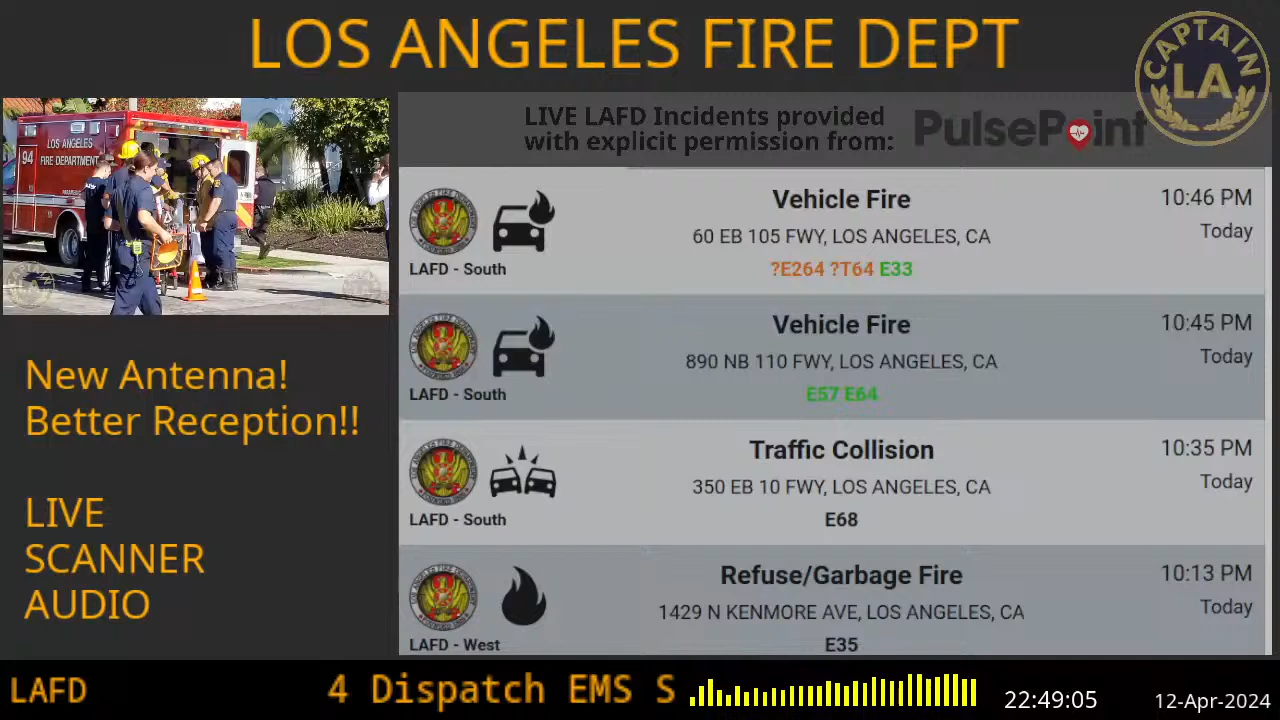 LOS ANGELES FIRE DEPT
CAPTAIN
LA
LIVE LAFD Incidents provided
with explicit permission from:
PulsePoint
94
LOS ANGELES
FIRE DEPARTMENT
Vehicle Fire
10:46 PM
60 EB 105 FWY, LOS ANGELES, CA
Today
LAFD - South
?E264 ?T64 E33
Vehicle Fire
10:45 PM
890 NB 110 FWY, LOS ANGELES, CA
Today
LAFD - South
E57 E64
Traffic Collision
10:35 PM
350 EB 10 FWY, LOS ANGELES, CA
Today
LAFD - South
E68
Refuse/Garbage Fire
10:13 PM
1429 N KENMORE AVE, LOS ANGELES, CA
Today
LAFD - West
E35
New Antenna!
Better Reception!!
LIVE
SCANNER
AUDIO
LAFD
4 Dispatch EMS S
22:49:05
12-Apr-2024